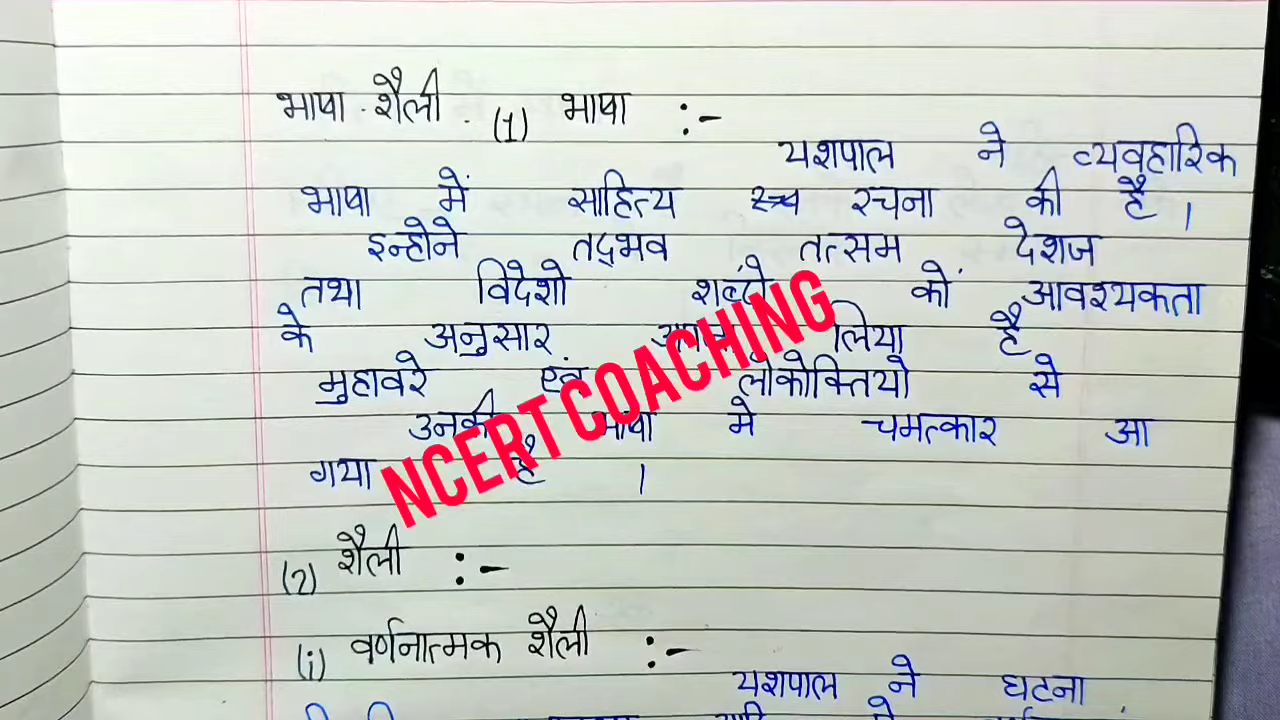 भाषा - शैली . (1) भाषा :-
यशपाल ने व्यवहारिक
भाषा में साहित्य रचना की है ।
इन्होने तद्भव तत्सम देशज
तथा विदेशो शब्दों को आवश्यकता
के अनुसार लिया है
मुहावरे एवं लोकोक्तियो से
उनकी भाषा मे चमत्कार आ
गया है ।
NCERT COACHING
(2) शैली :-
(i) वर्णनात्मक शैली :-
यशपाल ने घटना